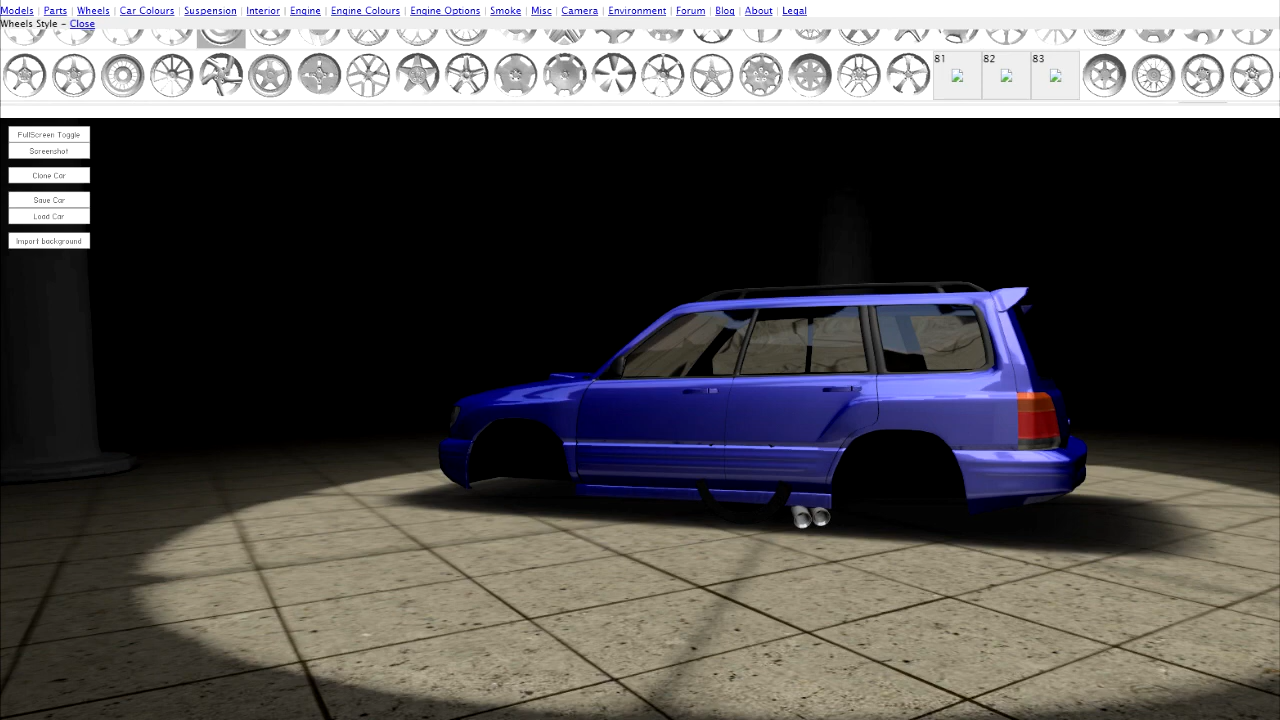 Models | Parts | Wheels | Car Colours | Suspension | Interior | Engine | Engine Colours | Engine Options | Smoke | Misc | Camera | Environment | Forum | Blog | About | Legal
Wheels Style - Close
81 82 83
FullScreen Toggle
Screenshot
Clone Car
Save Car
Load Car
Import background